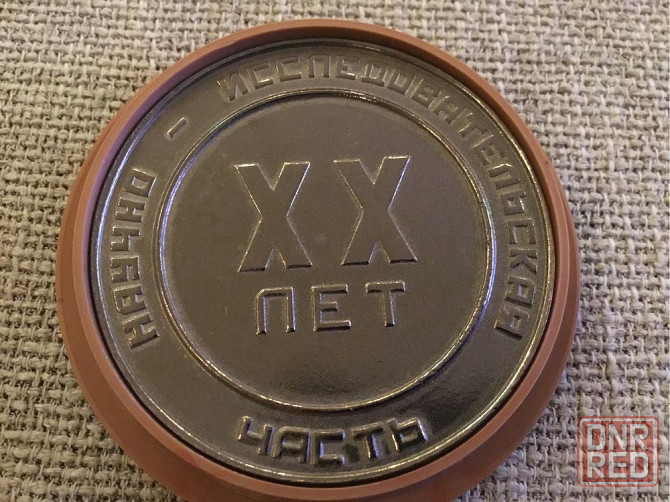 НАУЧНО - ИССЛЕДОВАТЕЛЬСКАЯ
ЧАСТЬ
XX
ЛЕТ
DNR
RED